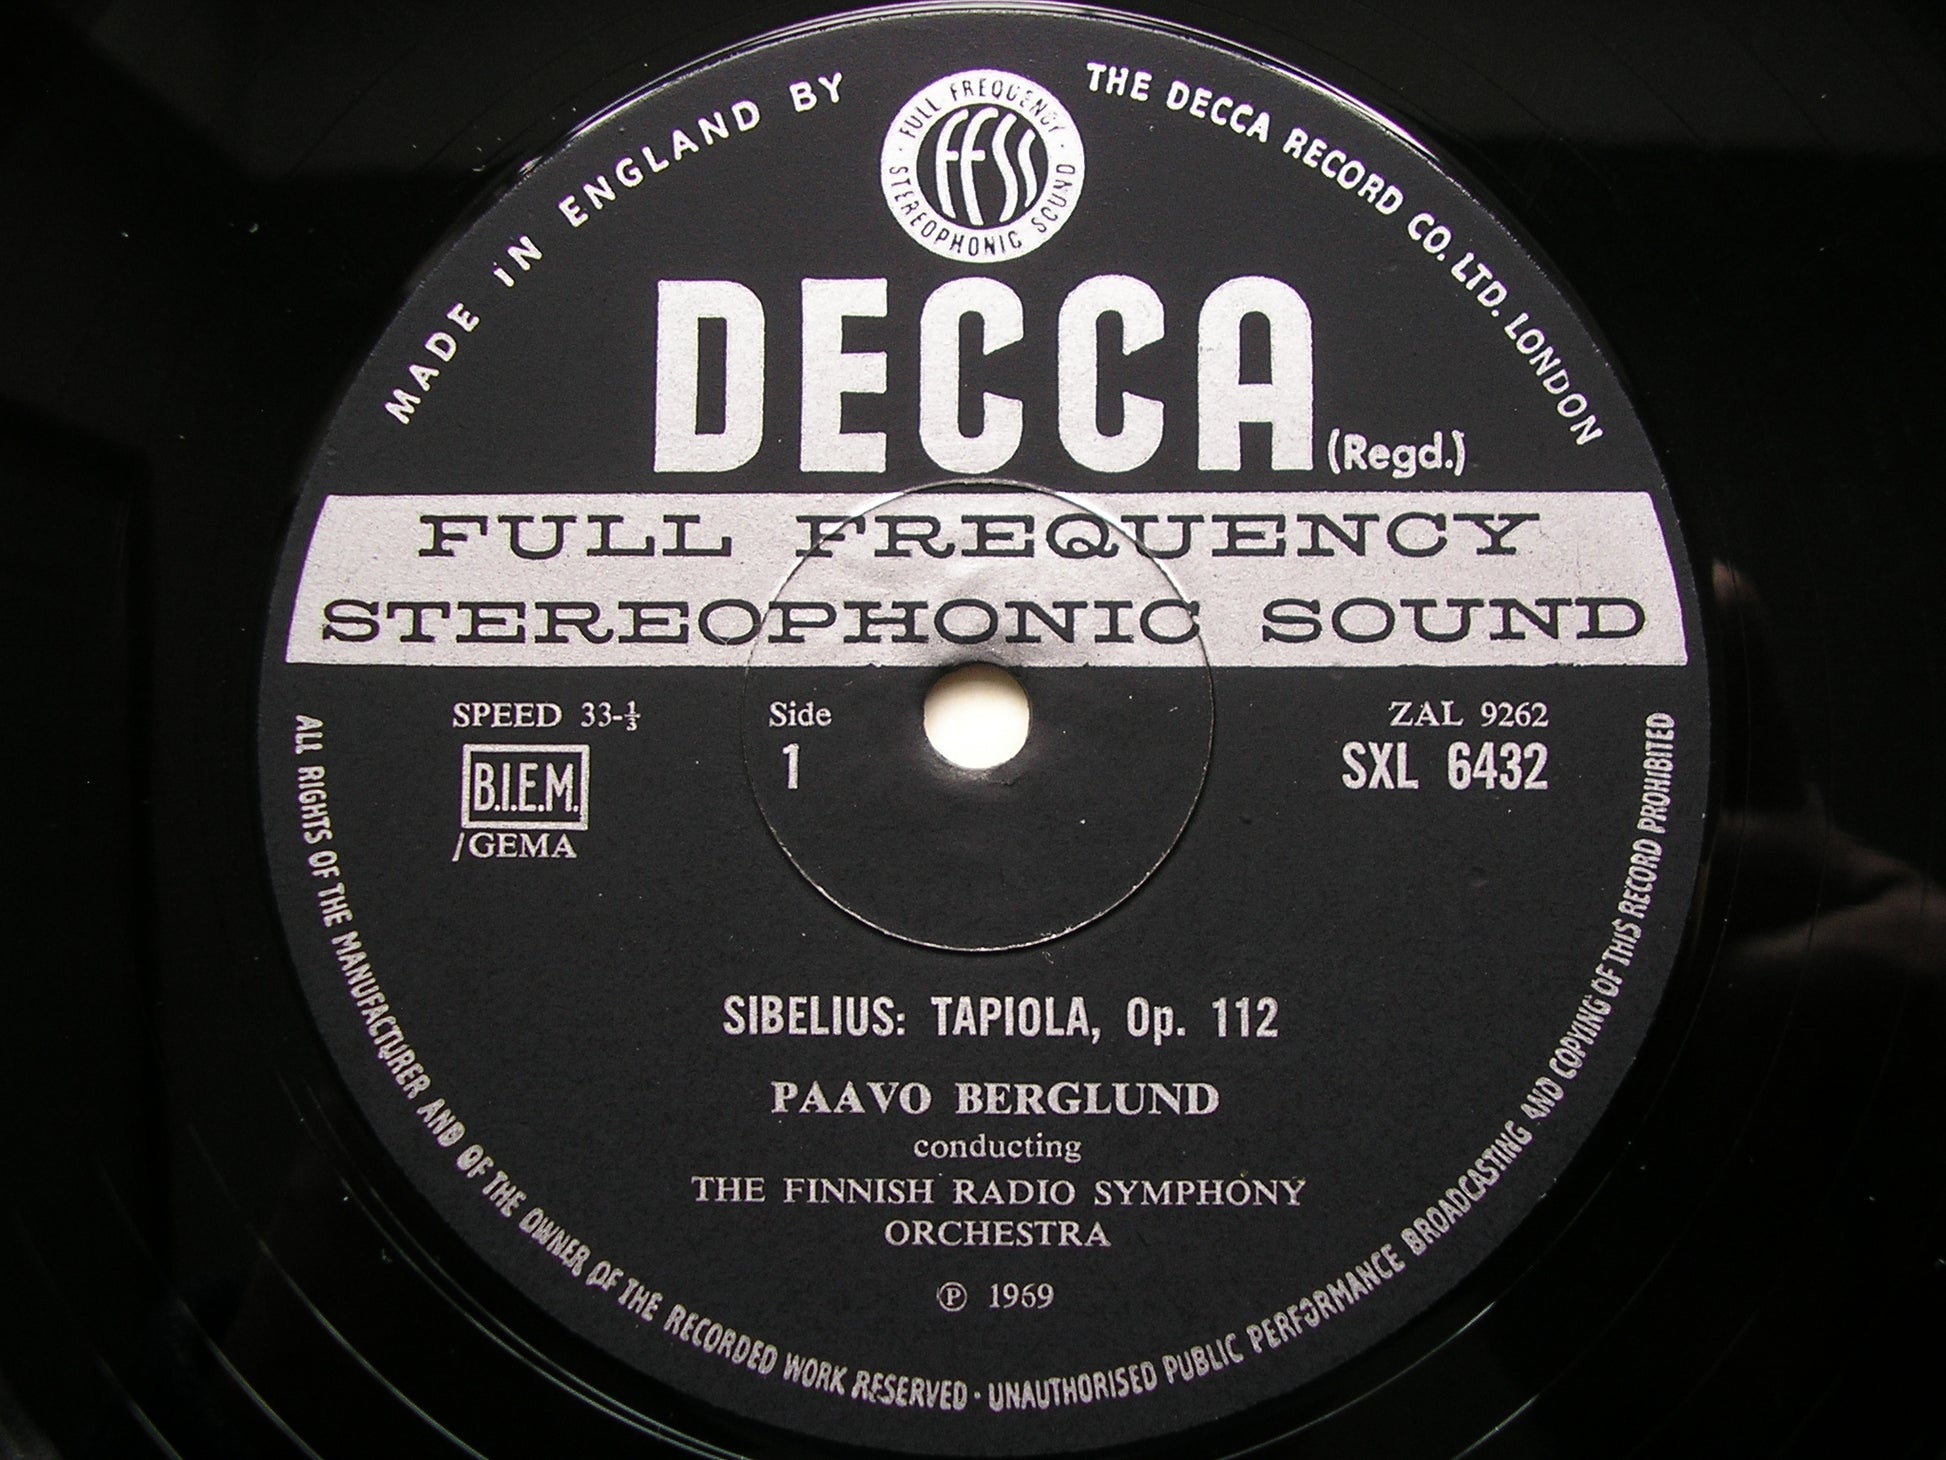 MADE IN ENGLAND BY
THE DECCA RECORD CO. LTD. LONDON
FULL FREQUENCY
FFSS
STEREOPHONIC SOUND
DECCA (Regd.)
FULL FREQUENCY
STEREOPHONIC SOUND
SPEED 33-⅓
Side
1
ZAL 9262
SXL 6432
B.I.E.M.
/GEMA
SIBELIUS: TAPIOLA, Op. 112
PAAVO BERGLUND
conducting
THE FINNISH RADIO SYMPHONY
ORCHESTRA
℗ 1969
ALL RIGHTS OF THE MANUFACTURER AND OF THE OWNER OF THE RECORDED WORK RESERVED · UNAUTHORISED PUBLIC PERFORMANCE BROADCASTING AND COPYING OF THIS RECORD PROHIBITED